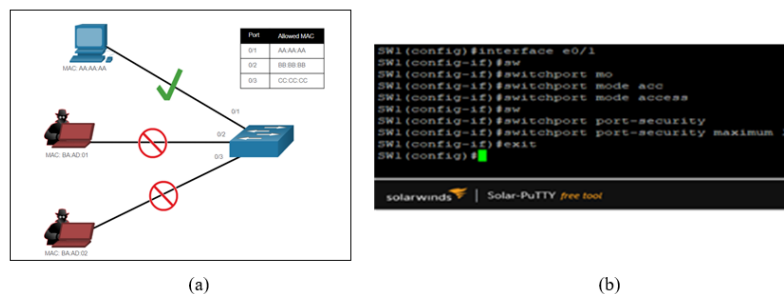 Port Allowed MAC
0/1 AA:AA:AA
0/2 BB:BB:BB
0/3 CC:CC:CC
MAC: AA:AA:AA
0/1
MAC: BA:AD:01
0/2
0/3
MAC: BA:AD:02
(a)
SW1(config)#interface e0/1
SW1(config-if)#sw
SW1(config-if)#switchport mo
SW1(config-if)#switchport mode acc
SW1(config-if)#switchport mode access
SW1(config-if)#sw
SW1(config-if)#switchport port-security
SW1(config-if)#switchport port-security maximum
SW1(config-if)#exit
SW1(config)#
solarwinds | Solar-PuTTY free tool
(b)